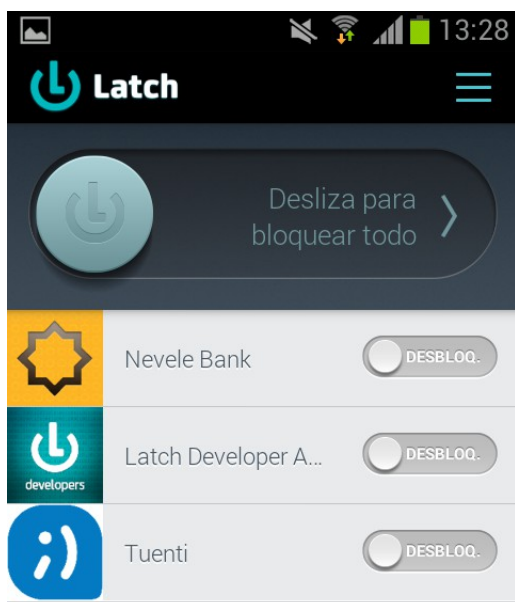 13:28
Latch
Desliza para
bloquear todo
Nevele Bank
DESBLOQ.
developers
Latch Developer A...
DESBLOQ.
Tuenti
DESBLOQ.